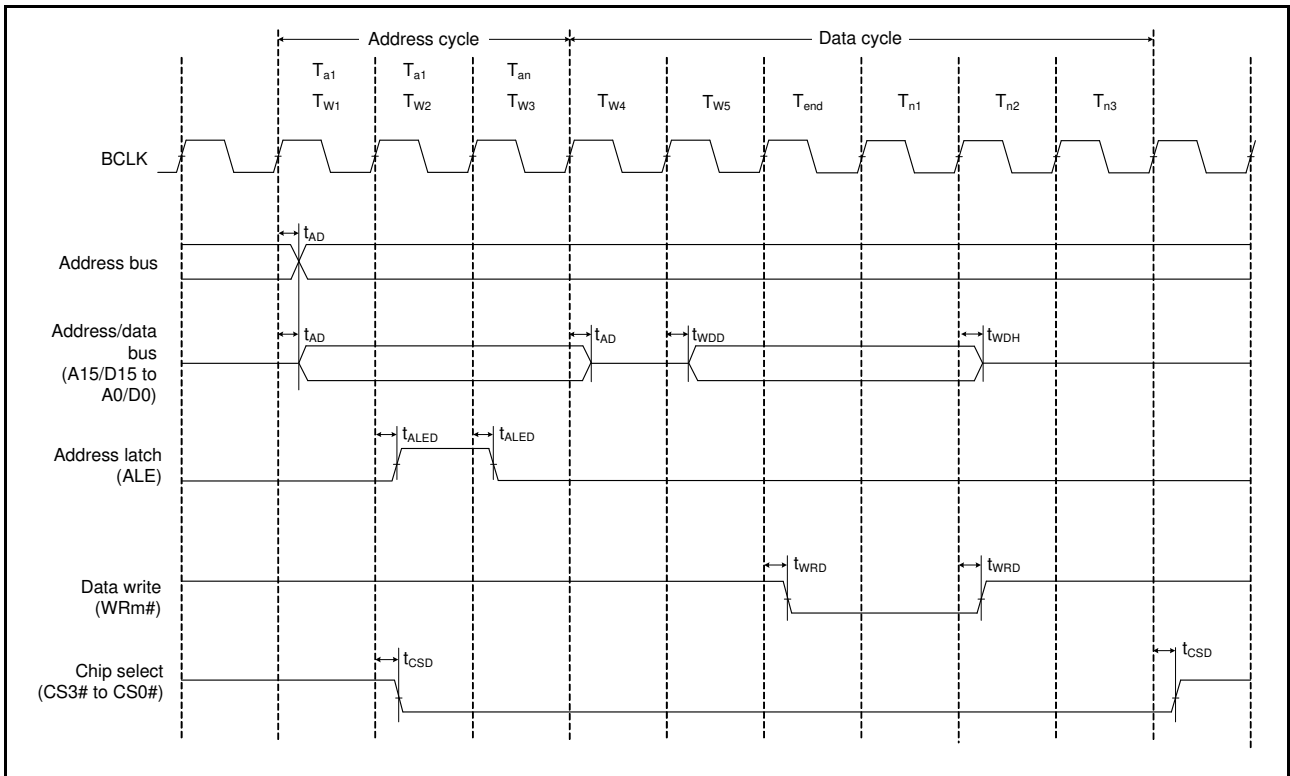 Address cycle
Data cycle
Ta1
Ta1
Tan
TW1
TW2
TW3
TW4
TW5
Tend
Tn1
Tn2
Tn3
BCLK
tAD
Address bus
Address/data
bus
(A15/D15 to
A0/D0)
tAD
tAD
tWDD
tWDH
Address latch
(ALE)
tALED
tALED
Data write
(WRm#)
tWRD
tWRD
Chip select
(CS3# to CS0#)
tCSD
tCSD